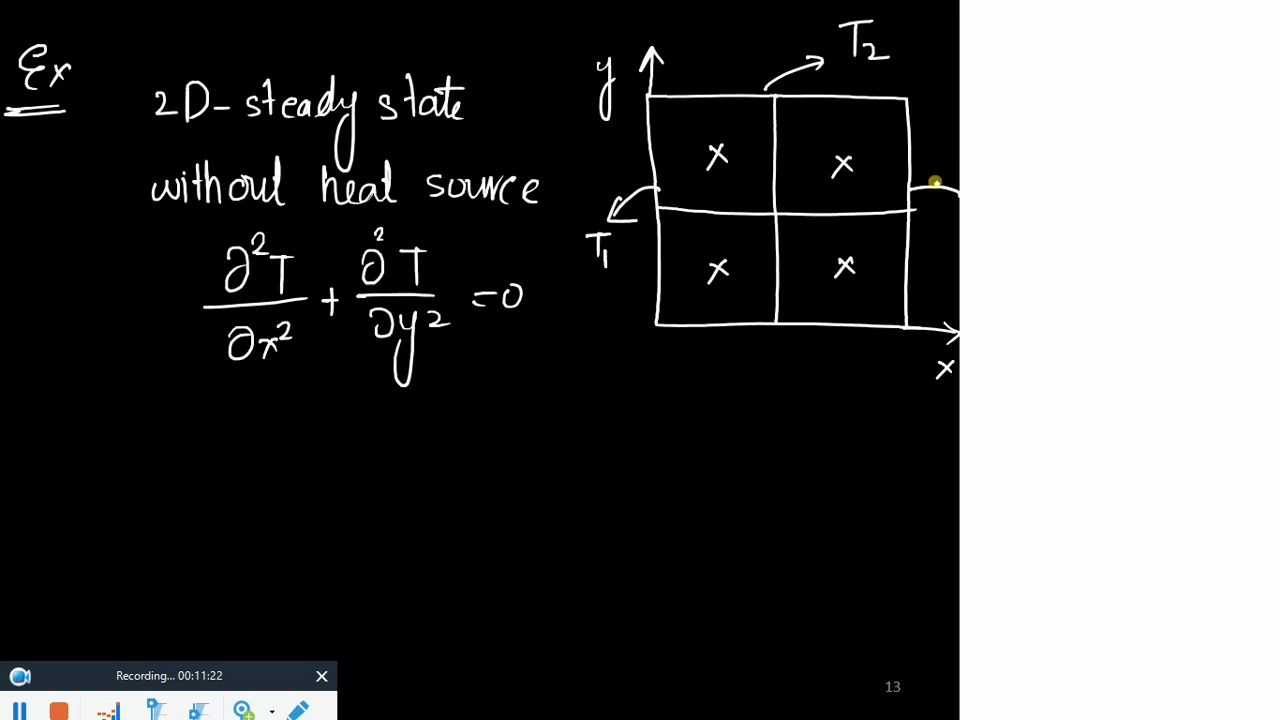 Ex
2D-steady state
without heat source
∂²T/∂x² + ∂²T/∂y² =0
y
T₂
x x
T₁
x x
x
13
Recording... 00:11:22